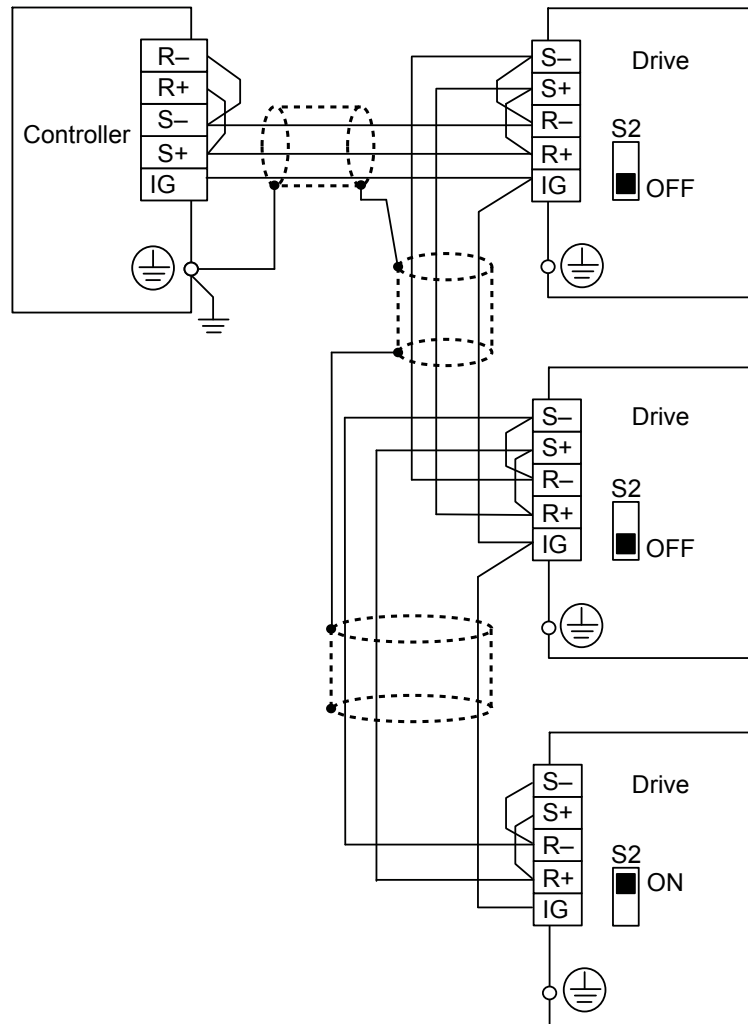 Controller
R–
R+
S–
S+
IG
S–
S+
R–
R+
IG
Drive
S2
OFF
S–
S+
R–
R+
IG
Drive
S2
OFF
S–
S+
R–
R+
IG
Drive
S2
ON